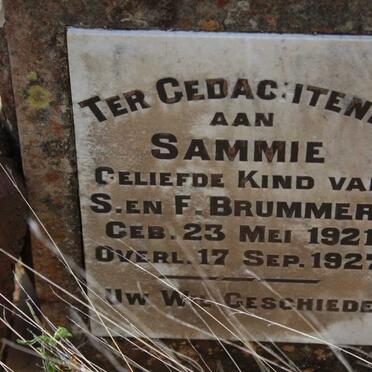 TER GEDACHTENI
AAN
SAMMIE
GELIEFDE KIND VAN
S. EN F. BRUMMER
GEB. 23 MEI 1921
OVERL. 17 SEP. 1927
UW WIL GESCHIEDE